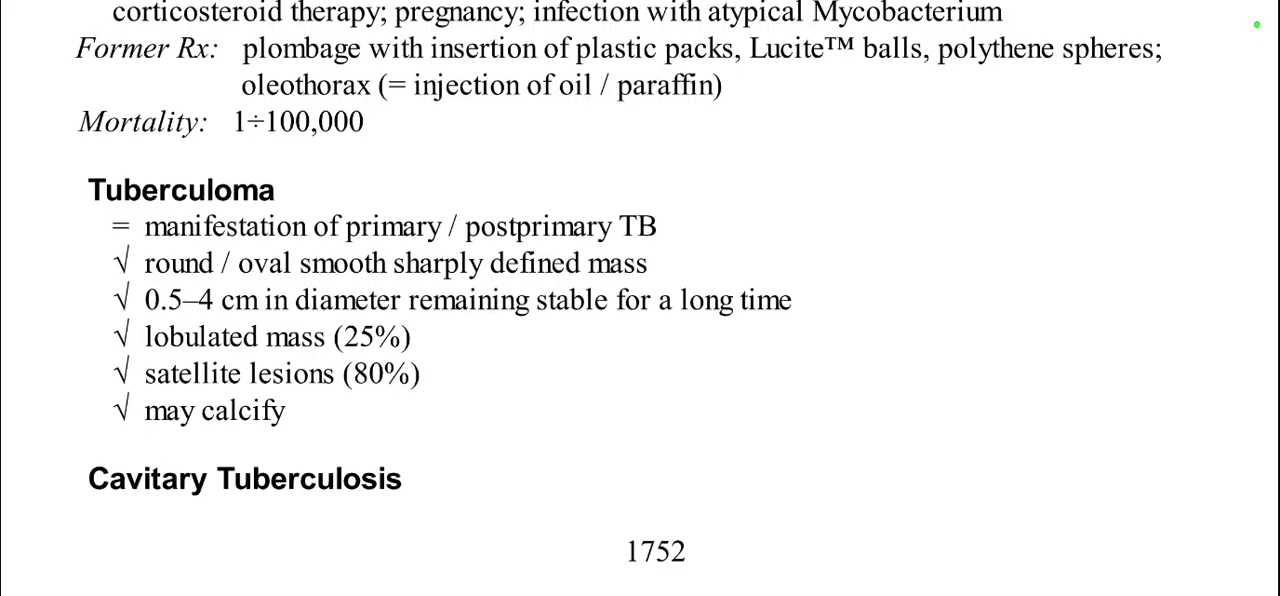 corticosteroid therapy; pregnancy; infection with atypical Mycobacterium
Former Rx: plombage with insertion of plastic packs, Lucite™ balls, polythene spheres;
oleothorax (= injection of oil / paraffin)
Mortality: 1÷100,000
Tuberculoma
= manifestation of primary / postprimary TB
√ round / oval smooth sharply defined mass
√ 0.5–4 cm in diameter remaining stable for a long time
√ lobulated mass (25%)
√ satellite lesions (80%)
√ may calcify
Cavitary Tuberculosis
1752